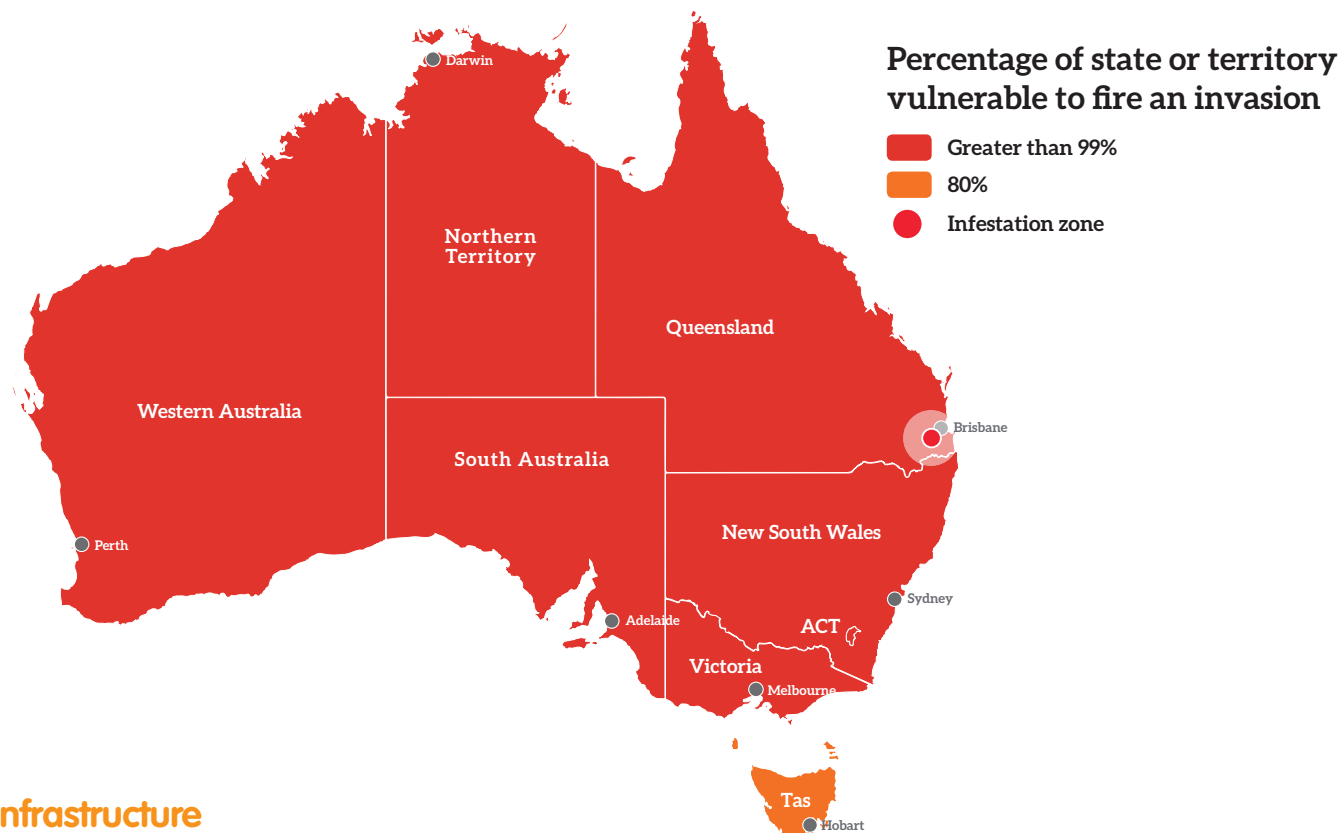 Percentage of state or territory
vulnerable to fire an invasion
Greater than 99%
80%
Infestation zone
Darwin
Northern
Territory
Queensland
Western Australia
Brisbane
South Australia
New South Wales
Perth
Sydney
Adelaide
ACT
Victoria
Melbourne
Tas
Hobart
nfrastructure